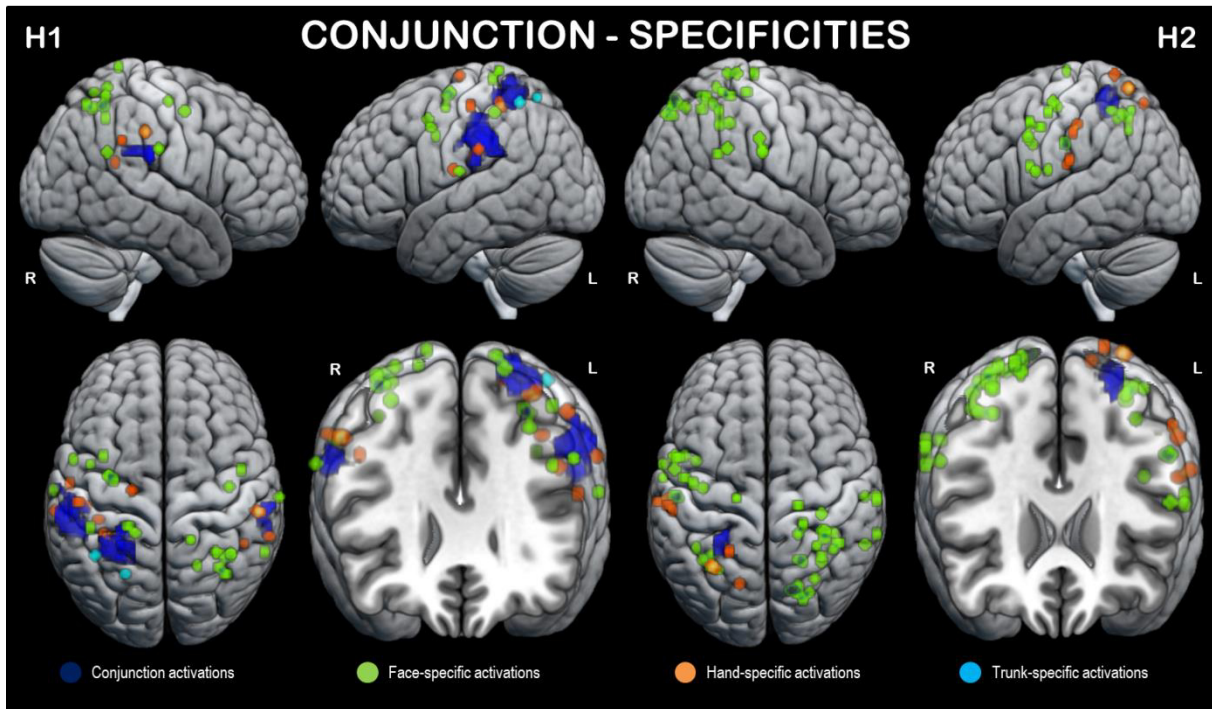 H1
CONJUNCTION - SPECIFICITIES
H2
R
L
R
L
R
L
R
L
Conjunction activations
Face-specific activations
Hand-specific activations
Trunk-specific activations